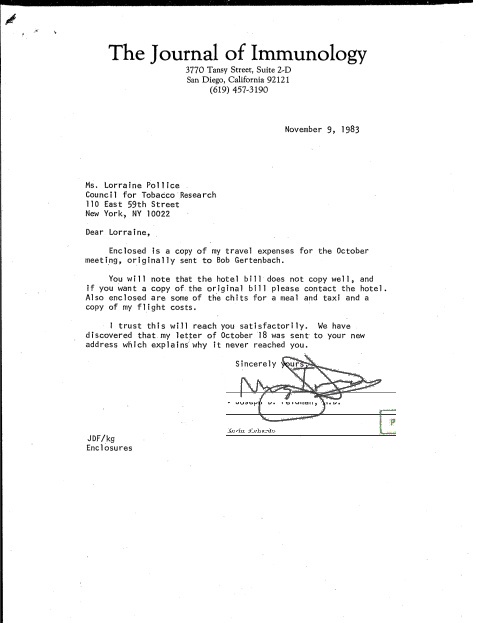 The Journal of Immunology
3770 Tansy Street, Suite 2-D
San Diego, California 92121
(619) 457-3190
November 9, 1983
Ms. Lorraine Pollice
Council for Tobacco Research
110 East 59th Street
New York, NY 10022
Dear Lorraine,
Enclosed is a copy of my travel expenses for the October
meeting, originally sent to Bob Gertenbach.
You will note that the hotel bill does not copy well, and
if you want a copy of the original bill please contact the hotel.
Also enclosed are some of the chits for a meal and taxi and a
copy of my flight costs.
I trust this will reach you satisfactorily. We have
discovered that my letter of October 18 was sent to your new
address which explains why it never reached you.
Sincerely yours,
Joseph D.
JDF/kg
Enclosures